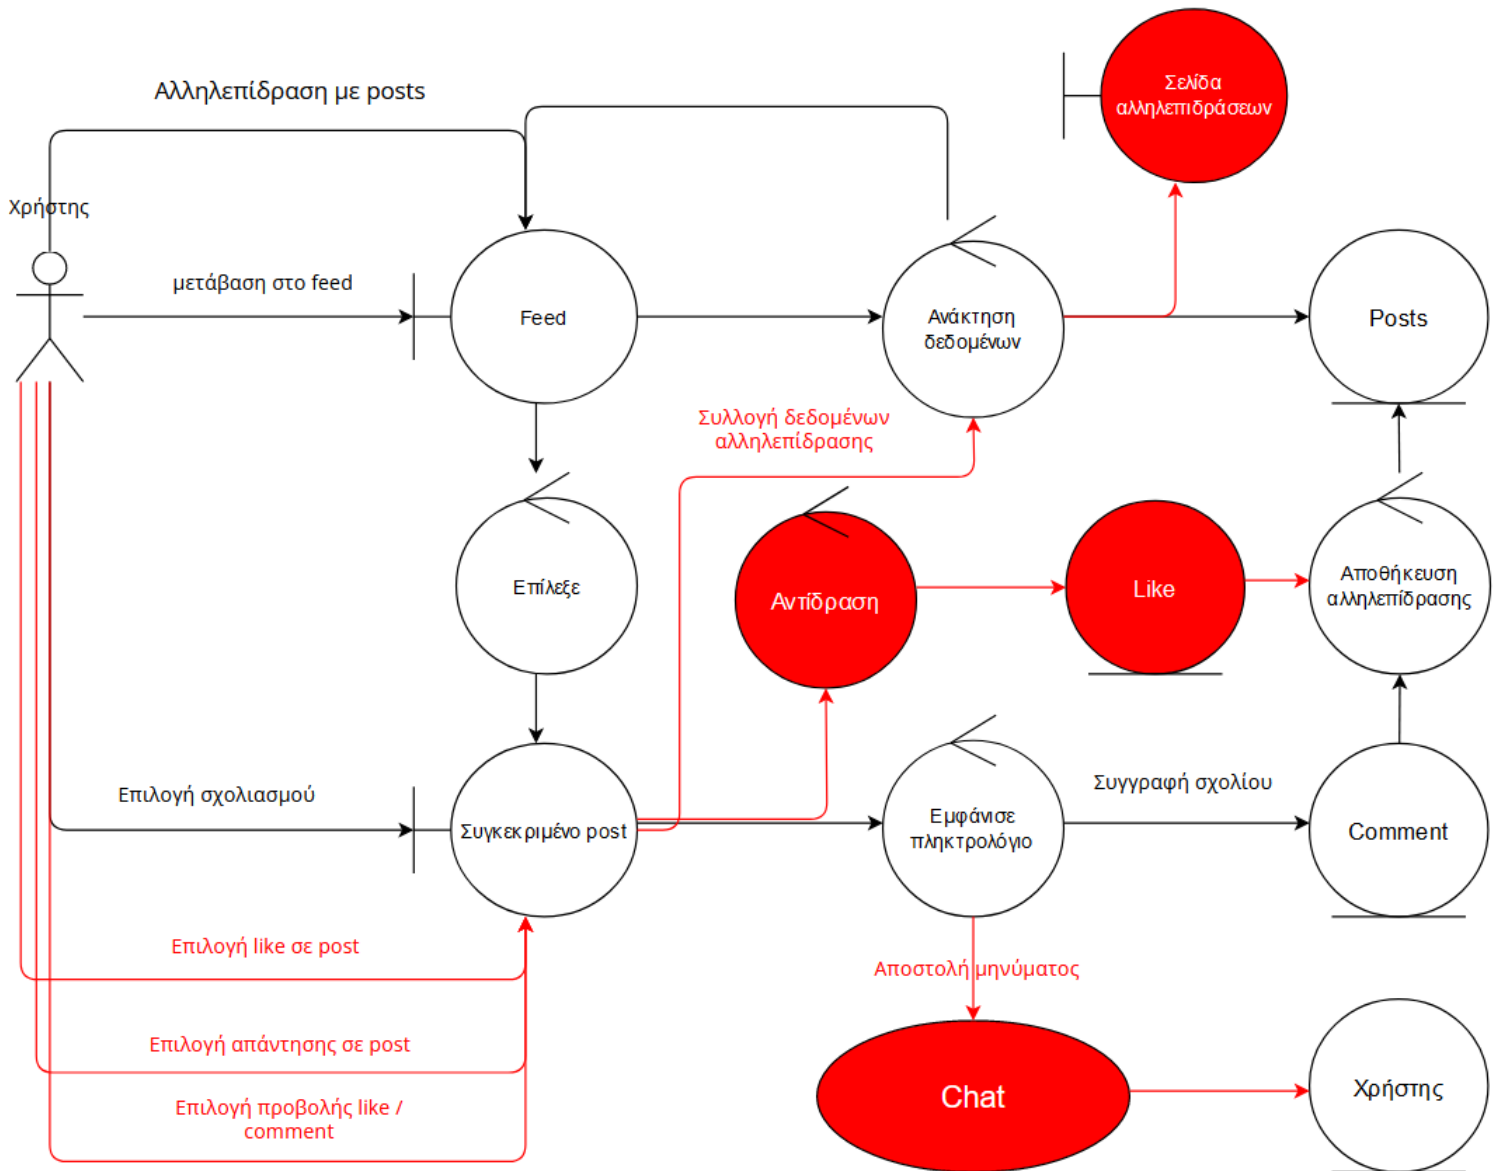 Σελίδα
αλληλεπιδράσεων
Αλληλεπίδραση με posts
Χρήστης
μετάβαση στο feed
Feed
Ανάκτηση
δεδομένων
Posts
Συλλογή δεδομένων
αλληλεπίδρασης
Επίλεξε
Αντίδραση
Like
Αποθήκευση
αλληλεπίδρασης
Επιλογή σχολιασμού
Συγκεκριμένο post
Εμφάνισε
πληκτρολόγιο
Συγγραφή σχολίου
Comment
Επιλογή like σε post
Αποστολή μηνύματος
Επιλογή απάντησης σε post
Επιλογή προβολής like /
comment
Chat
Χρήστης